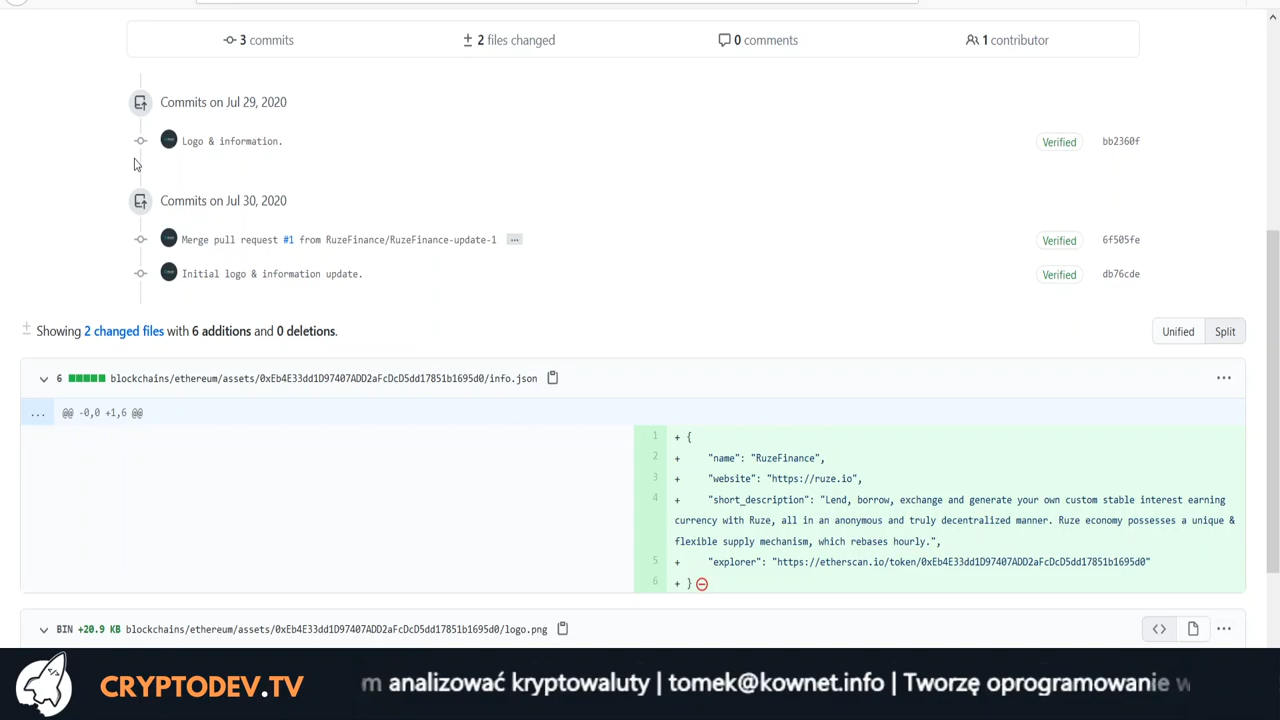 3 commits
2 files changed
0 comments
1 contributor
Commits on Jul 29, 2020
Logo & information.
Verified
bb2360f
Commits on Jul 30, 2020
Merge pull request #1 from RuzeFinance/RuzeFinance-update-1 ...
Verified
6f505fe
Initial logo & information update.
Verified
db76cde
Showing 2 changed files with 6 additions and 0 deletions.
Unified
Split
6 blockchains/ethereum/assets/0xEb4E33dd1D97407ADD2aFcDcD5dd17851b1695d0/info.json
...
... @@ -0,0 +1,6 @@
1 + {
2 + "name": "RuzeFinance",
3 + "website": "https://ruze.io",
4 + "short_description": "Lend, borrow, exchange and generate your own custom stable interest earning
currency with Ruze, all in an anonymous and truly decentralized manner. Ruze economy possesses a unique &
flexible supply mechanism, which rebases hourly.",
5 + "explorer": "https://etherscan.io/token/0xEb4E33dd1D97407ADD2aFcDcD5dd17851b1695d0"
6 + }
BIN +20.9 KB blockchains/ethereum/assets/0xEb4E33dd1D97407ADD2aFcDcD5dd17851b1695d0/logo.png
<>
...
CRYPTODEV.TV
m analizować kryptowaluty | tomek@kownet.info | Tworzę oprogramowanie w